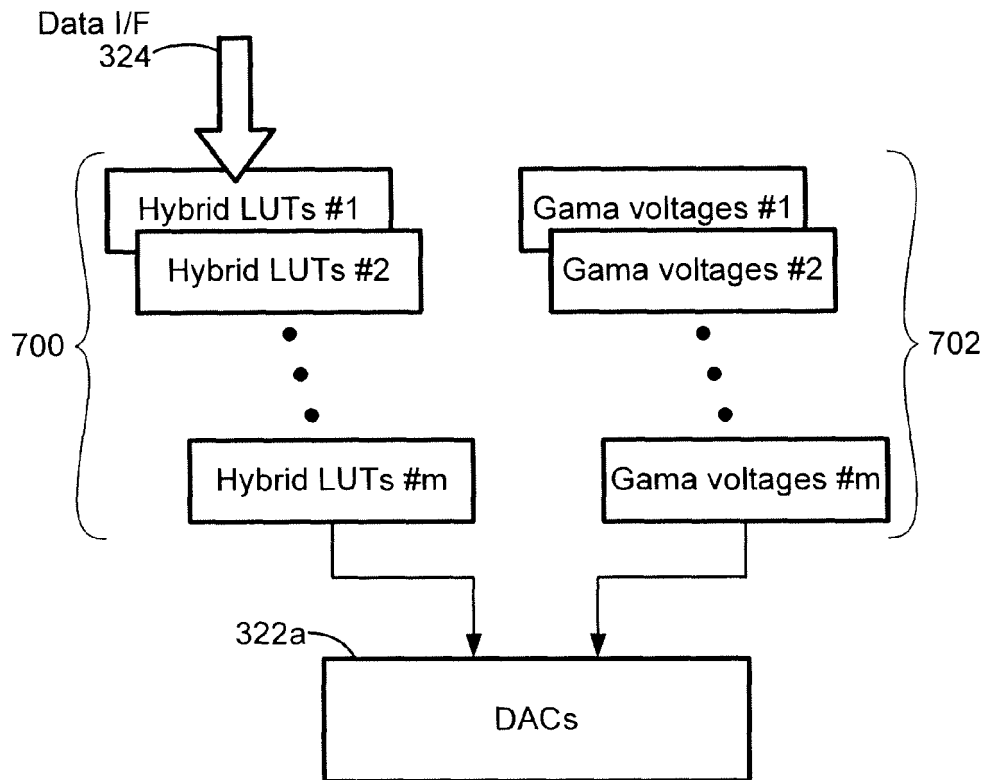 Data I/F
324
Hybrid LUTs #1
Gama voltages #1
Hybrid LUTs #2
Gama voltages #2
700
702
Hybrid LUTs #m
Gama voltages #m
322a
DACs